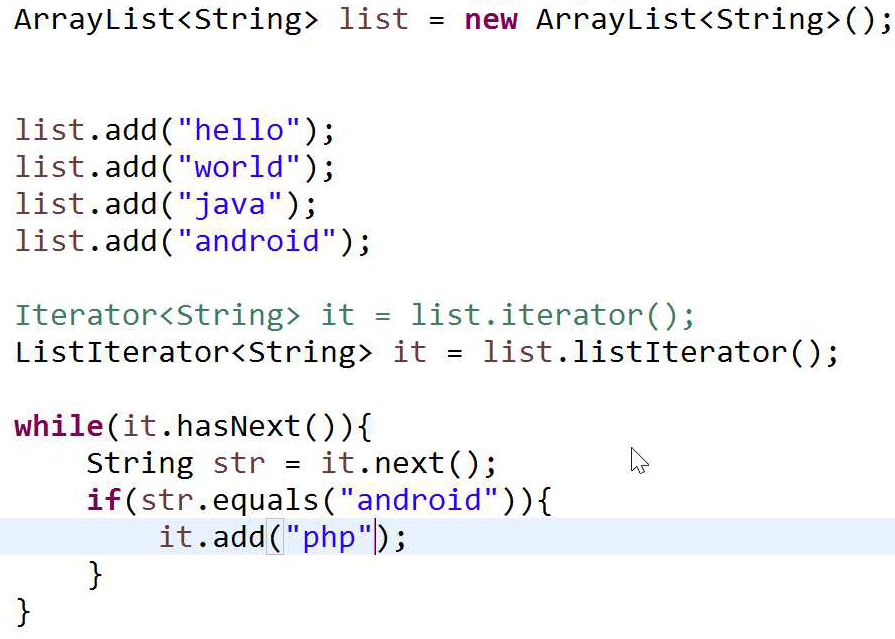 ArrayList<String> list = new ArrayList<String>();
list.add("hello");
list.add("world");
list.add("java");
list.add("android");
Iterator<String> it = list.iterator();
ListIterator<String> it = list.listIterator();
while(it.hasNext()){
    String str = it.next();
    if(str.equals("android")){
        it.add("php");
    }
}